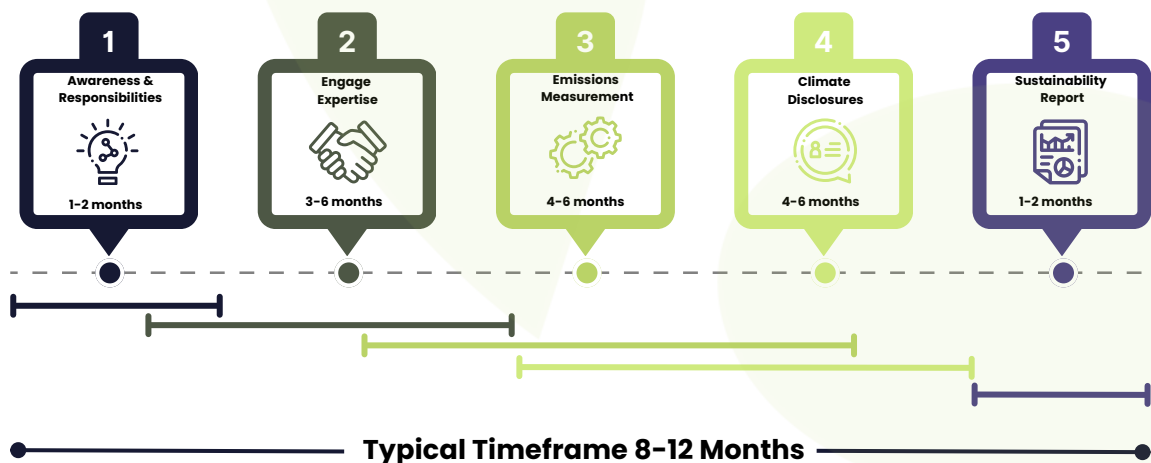 1
Awareness &
Responsibilities
1-2 months
2
Engage
Expertise
3-6 months
3
Emissions
Measurement
4-6 months
4
Climate
Disclosures
4-6 months
5
Sustainability
Report
1-2 months
Typical Timeframe 8-12 Months